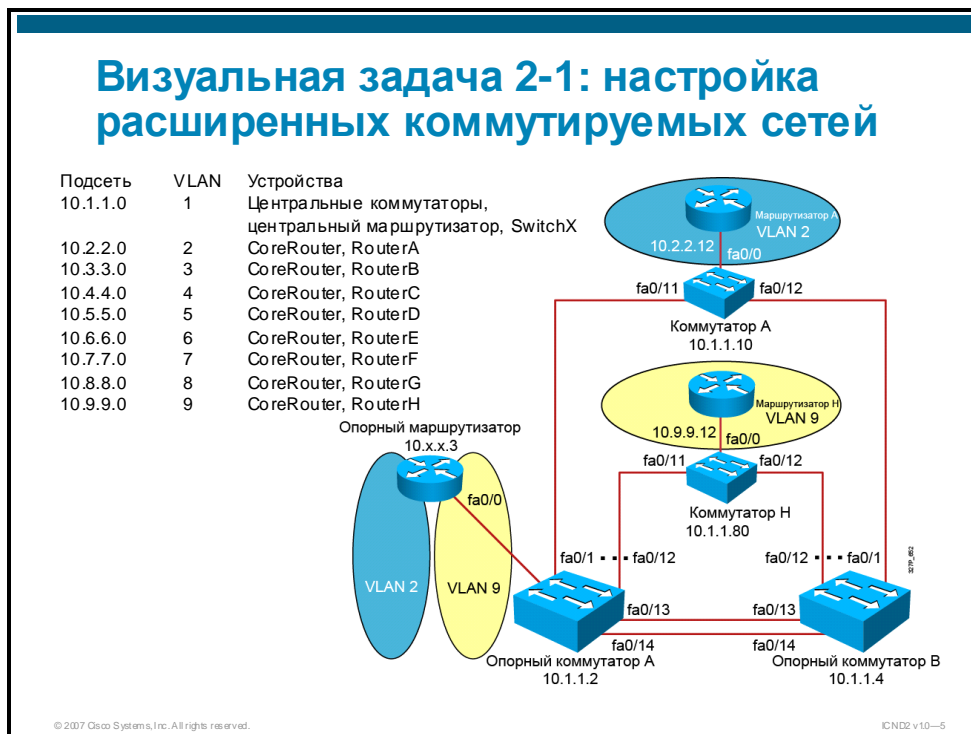 Визуальная задача 2-1: настройка
расширенных коммутируемых сетей
Подсеть VLAN Устройства
10.1.1.0 1 Центральные коммутаторы,
центральный маршрутизатор, SwitchX
10.2.2.0 2 CoreRouter, RouterA
10.3.3.0 3 CoreRouter, RouterB
10.4.4.0 4 CoreRouter, RouterC
10.5.5.0 5 CoreRouter, RouterD
10.6.6.0 6 CoreRouter, RouterE
10.7.7.0 7 CoreRouter, RouterF
10.8.8.0 8 CoreRouter, RouterG
10.9.9.0 9 CoreRouter, RouterH
Маршрутизатор А
VLAN 2
10.2.2.12
fa0/0
fa0/11
fa0/12
Коммутатор А
10.1.1.10
Маршрутизатор Н
VLAN 9
10.9.9.12
fa0/0
fa0/11
fa0/12
Коммутатор Н
10.1.1.80
Опорный маршрутизатор
10.x.x.3
fa0/0
VLAN 2
VLAN 9
fa0/1 ▪ ▪ ▪ fa0/12
fa0/12 ▪ ▪ ▪ fa0/1
327P_652
fa0/13
fa0/13
fa0/14
fa0/14
Опорный коммутатор А
10.1.1.2
Опорный коммутатор В
10.1.1.4
© 2007 Cisco Systems, Inc. All rights reserved.
ICND2 v1.0—5